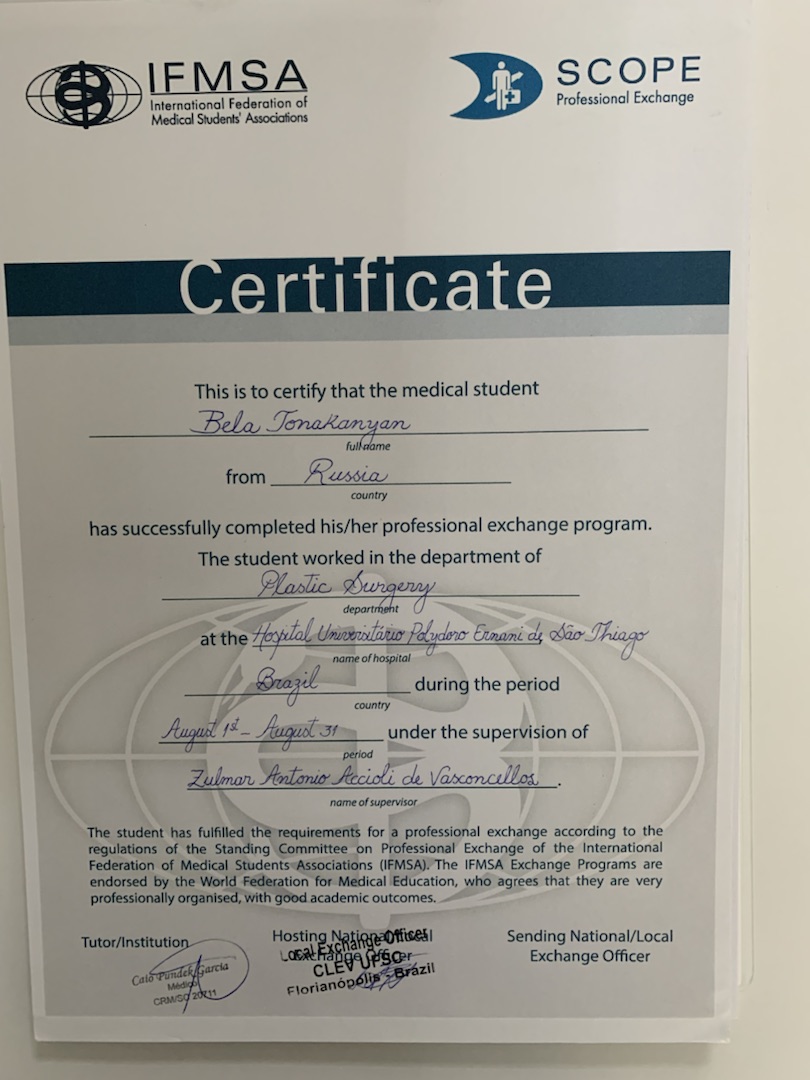 IFMSA
International Federation of
Medical Students' Associations
SCOPE
Professional Exchange
Certificate
This is to certify that the medical student
Bela Tonakanyan
full name
from Russia
country
has successfully completed his/her professional exchange program.
The student worked in the department of
Plastic Surgery
department
at the Hospital Universitário Polydoro Ernani de São Thiago
name of hospital
Brazil during the period
country
August 1st - August 31 under the supervision of
period
Zulmar Antonio Accioli de Vasconcellos.
name of supervisor
The student has fulfilled the requirements for a professional exchange according to the
regulations of the Standing Committee on Professional Exchange of the International
Federation of Medical Students Associations (IFMSA). The IFMSA Exchange Programs are
endorsed by the World Federation for Medical Education, who agrees that they are very
professionally organised, with good academic outcomes.
Tutor/Institution
Caio Pundek Garcia
Médico
CRM/SC 20711
Hosting National/Local
Exchange Officer
Local Exchange Officer
CLEV UFSC
Florianópolis - Brazil
Sending National/Local
Exchange Officer